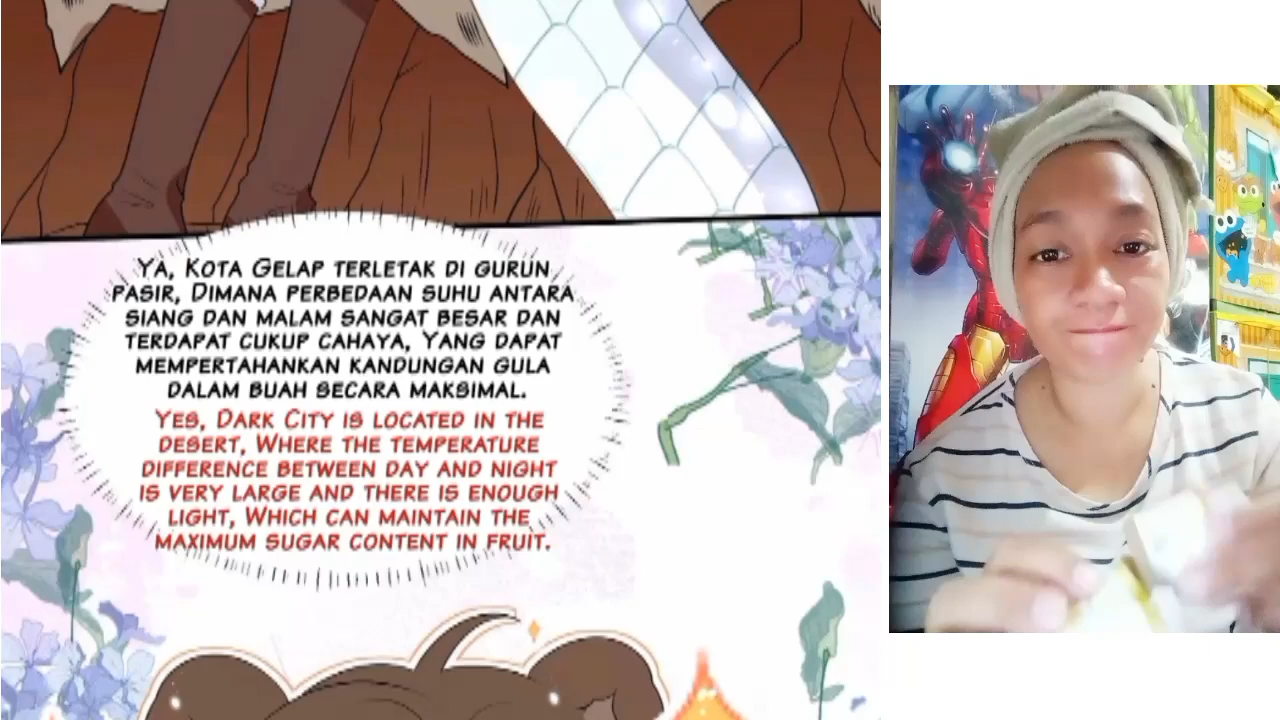 YA, KOTA GELAP TERLETAK DI GURUN
PASIR, DIMANA PERBEDAAN SUHU ANTARA
SIANG DAN MALAM SANGAT BESAR DAN
TERDAPAT CUKUP CAHAYA, YANG DAPAT
MEMPERTAHANKAN KANDUNGAN GULA
DALAM BUAH SECARA MAKSIMAL.
YES, DARK CITY IS LOCATED IN THE
DESERT, WHERE THE TEMPERATURE
DIFFERENCE BETWEEN DAY AND NIGHT
IS VERY LARGE AND THERE IS ENOUGH
LIGHT, WHICH CAN MAINTAIN THE
MAXIMUM SUGAR CONTENT IN FRUIT.